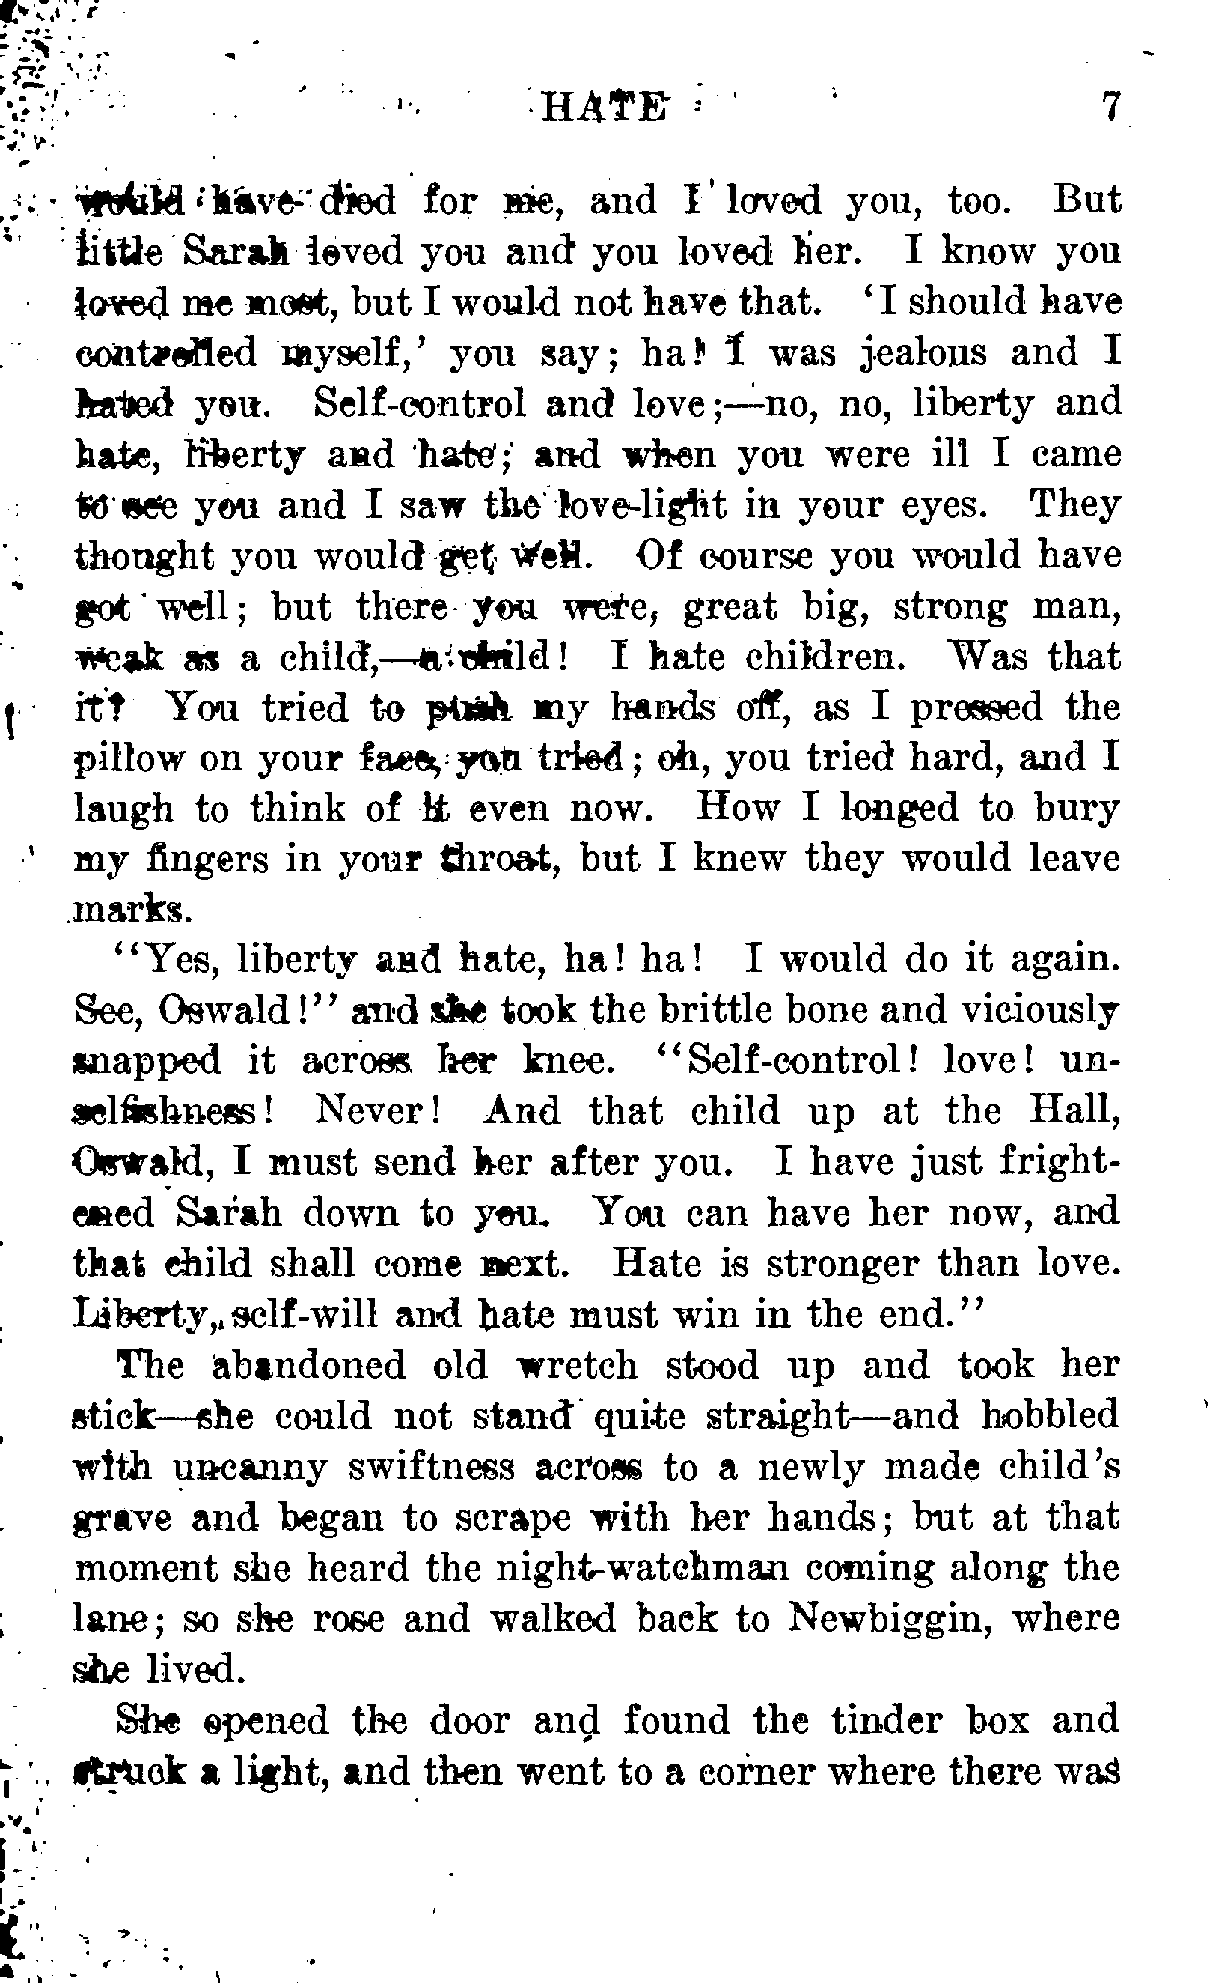 HATE 7
would have died for me, and I loved you, too. But
little Sarah loved you and you loved her. I know you
loved me most, but I would not have that. ‘I should have
controlled myself,’ you say; ha! I was jealous and I
hated you. Self-control and love;—no, no, liberty and
hate, liberty and hate; and when you were ill I came
to see you and I saw the love-light in your eyes. They
thought you would get well. Of course you would have
got well; but there you were, great big, strong man,
weak as a child,—a child! I hate children. Was that
it? You tried to push my hands off, as I pressed the
pillow on your face, you tried; oh, you tried hard, and I
laugh to think of it even now. How I longed to bury
my fingers in your throat, but I knew they would leave
marks.
“Yes, liberty and hate, ha! ha! I would do it again.
See, Oswald!” and she took the brittle bone and viciously
snapped it across her knee. “Self-control! love! un-
selfishness! Never! And that child up at the Hall,
Oswald, I must send her after you. I have just fright-
ened Sarah down to you. You can have her now, and
that child shall come next. Hate is stronger than love.
Liberty, self-will and hate must win in the end.”
The abandoned old wretch stood up and took her
stick—she could not stand quite straight—and hobbled
with uncanny swiftness across to a newly made child’s
grave and began to scrape with her hands; but at that
moment she heard the night-watchman coming along the
lane; so she rose and walked back to Newbiggin, where
she lived.
She opened the door and found the tinder box and
struck a light, and then went to a corner where there was